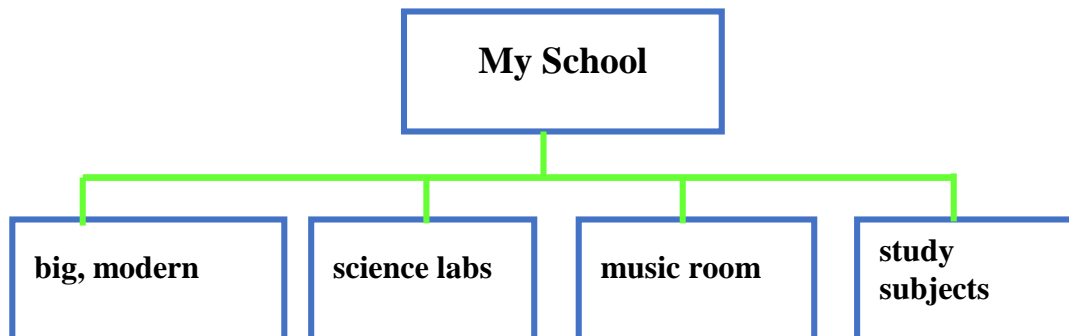 My School
big, modern
science labs
music room
study
subjects